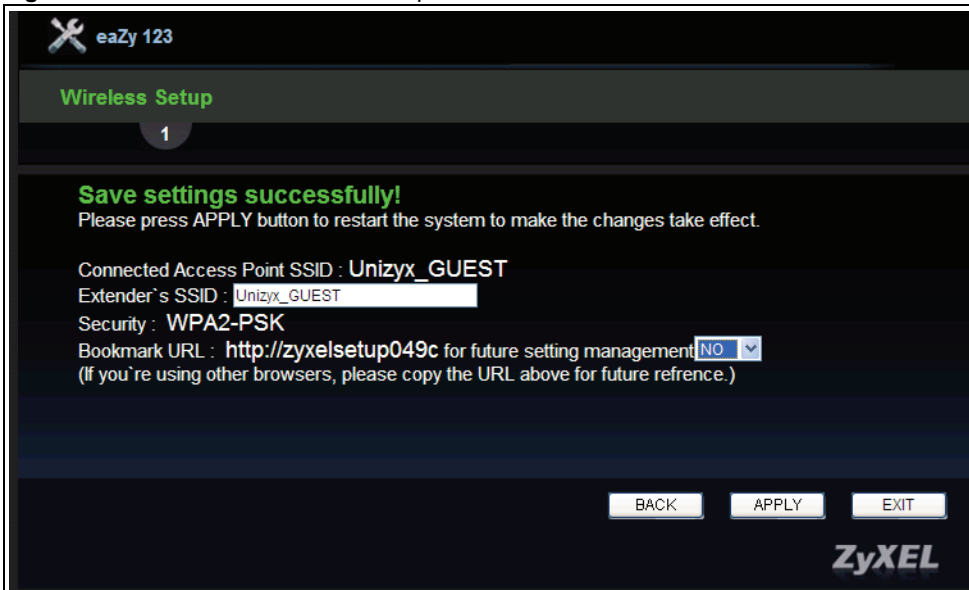 eaZy 123
Wireless Setup
1
Save settings successfully!
Please press APPLY button to restart the system to make the changes take effect.
Connected Access Point SSID : Unizyx_GUEST
Extender`s SSID : Unizyx_GUEST
Security : WPA2-PSK
Bookmark URL : http://zyxelsetup049c for future setting management NO
(If you`re using other browsers, please copy the URL above for future refrence.)
BACK APPLY EXIT
ZyXEL